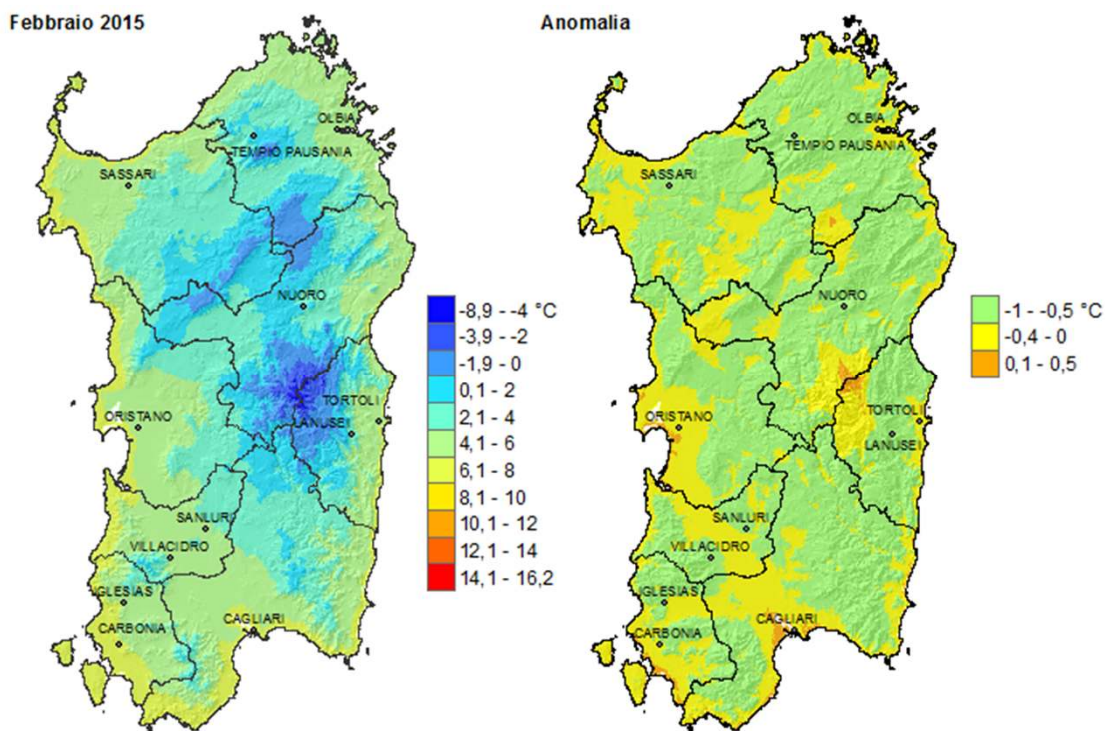 Febbraio 2015
OLBIA
TEMPIO PAUSANIA
SASSARI
NUORO
ORISTANO
TORTOLI
LANUSEI
SANLURI
VILLACIDRO
IGLESIAS
CARBONIA
CAGLIARI
-8,9 - -4 °C
-3,9 - -2
-1,9 - 0
0,1 - 2
2,1 - 4
4,1 - 6
6,1 - 8
8,1 - 10
10,1 - 12
12,1 - 14
14,1 - 16,2
Anomalia
OLBIA
TEMPIO PAUSANIA
SASSARI
NUORO
ORISTANO
TORTOLI
LANUSEI
SANLURI
VILLACIDRO
IGLESIAS
CARBONIA
CAGLIARI
-1 - -0,5 °C
-0,4 - 0
0,1 - 0,5